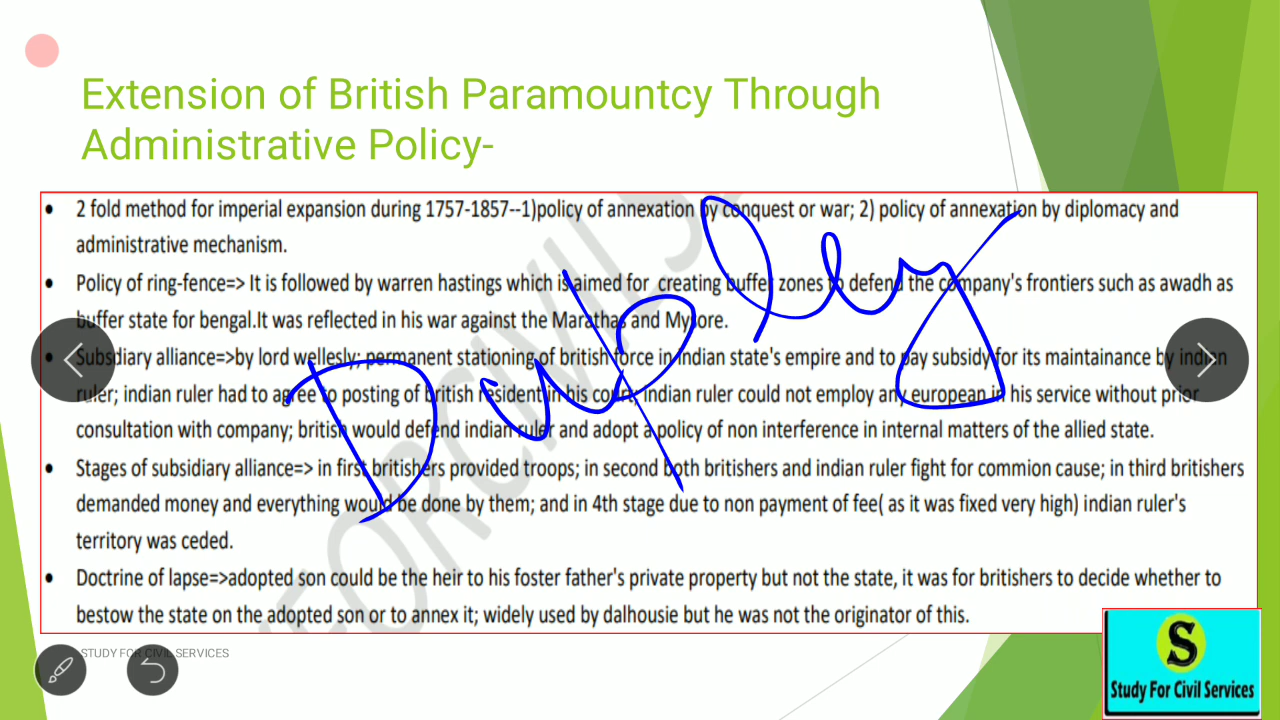 Extension of British Paramountcy Through
Administrative Policy-
• 2 fold method for imperial expansion during 1757-1857--1)policy of annexation by conquest or war; 2) policy of annexation by diplomacy and
administrative mechanism.
• Policy of ring-fence=> It is followed by warren hastings which is aimed for creating buffer zones to defend the company's frontiers such as awadh as
buffer state for bengal.It was reflected in his war against the Marathas and Mysore.
• Subsdiary alliance=>by lord wellesly; permanent stationing of british force in indian state's empire and to pay subsidy for its maintainance by indian
ruler; indian ruler had to agree to posting of british resident in his court; indian ruler could not employ any european in his service without prior
consultation with company; british would defend indian ruler and adopt a policy of non interference in internal matters of the allied state.
• Stages of subsidiary alliance=> in first britishers provided troops; in second both britishers and indian ruler fight for commion cause; in third britishers
demanded money and everything would be done by them; and in 4th stage due to non payment of fee( as it was fixed very high) indian ruler's
territory was ceded.
• Doctrine of lapse=>adopted son could be the heir to his foster father's private property but not the state, it was for britishers to decide whether to
bestow the state on the adopted son or to annex it; widely used by dalhousie but he was not the originator of this.
STUDY FOR CIVIL SERVICES
S
Study For Civil Services